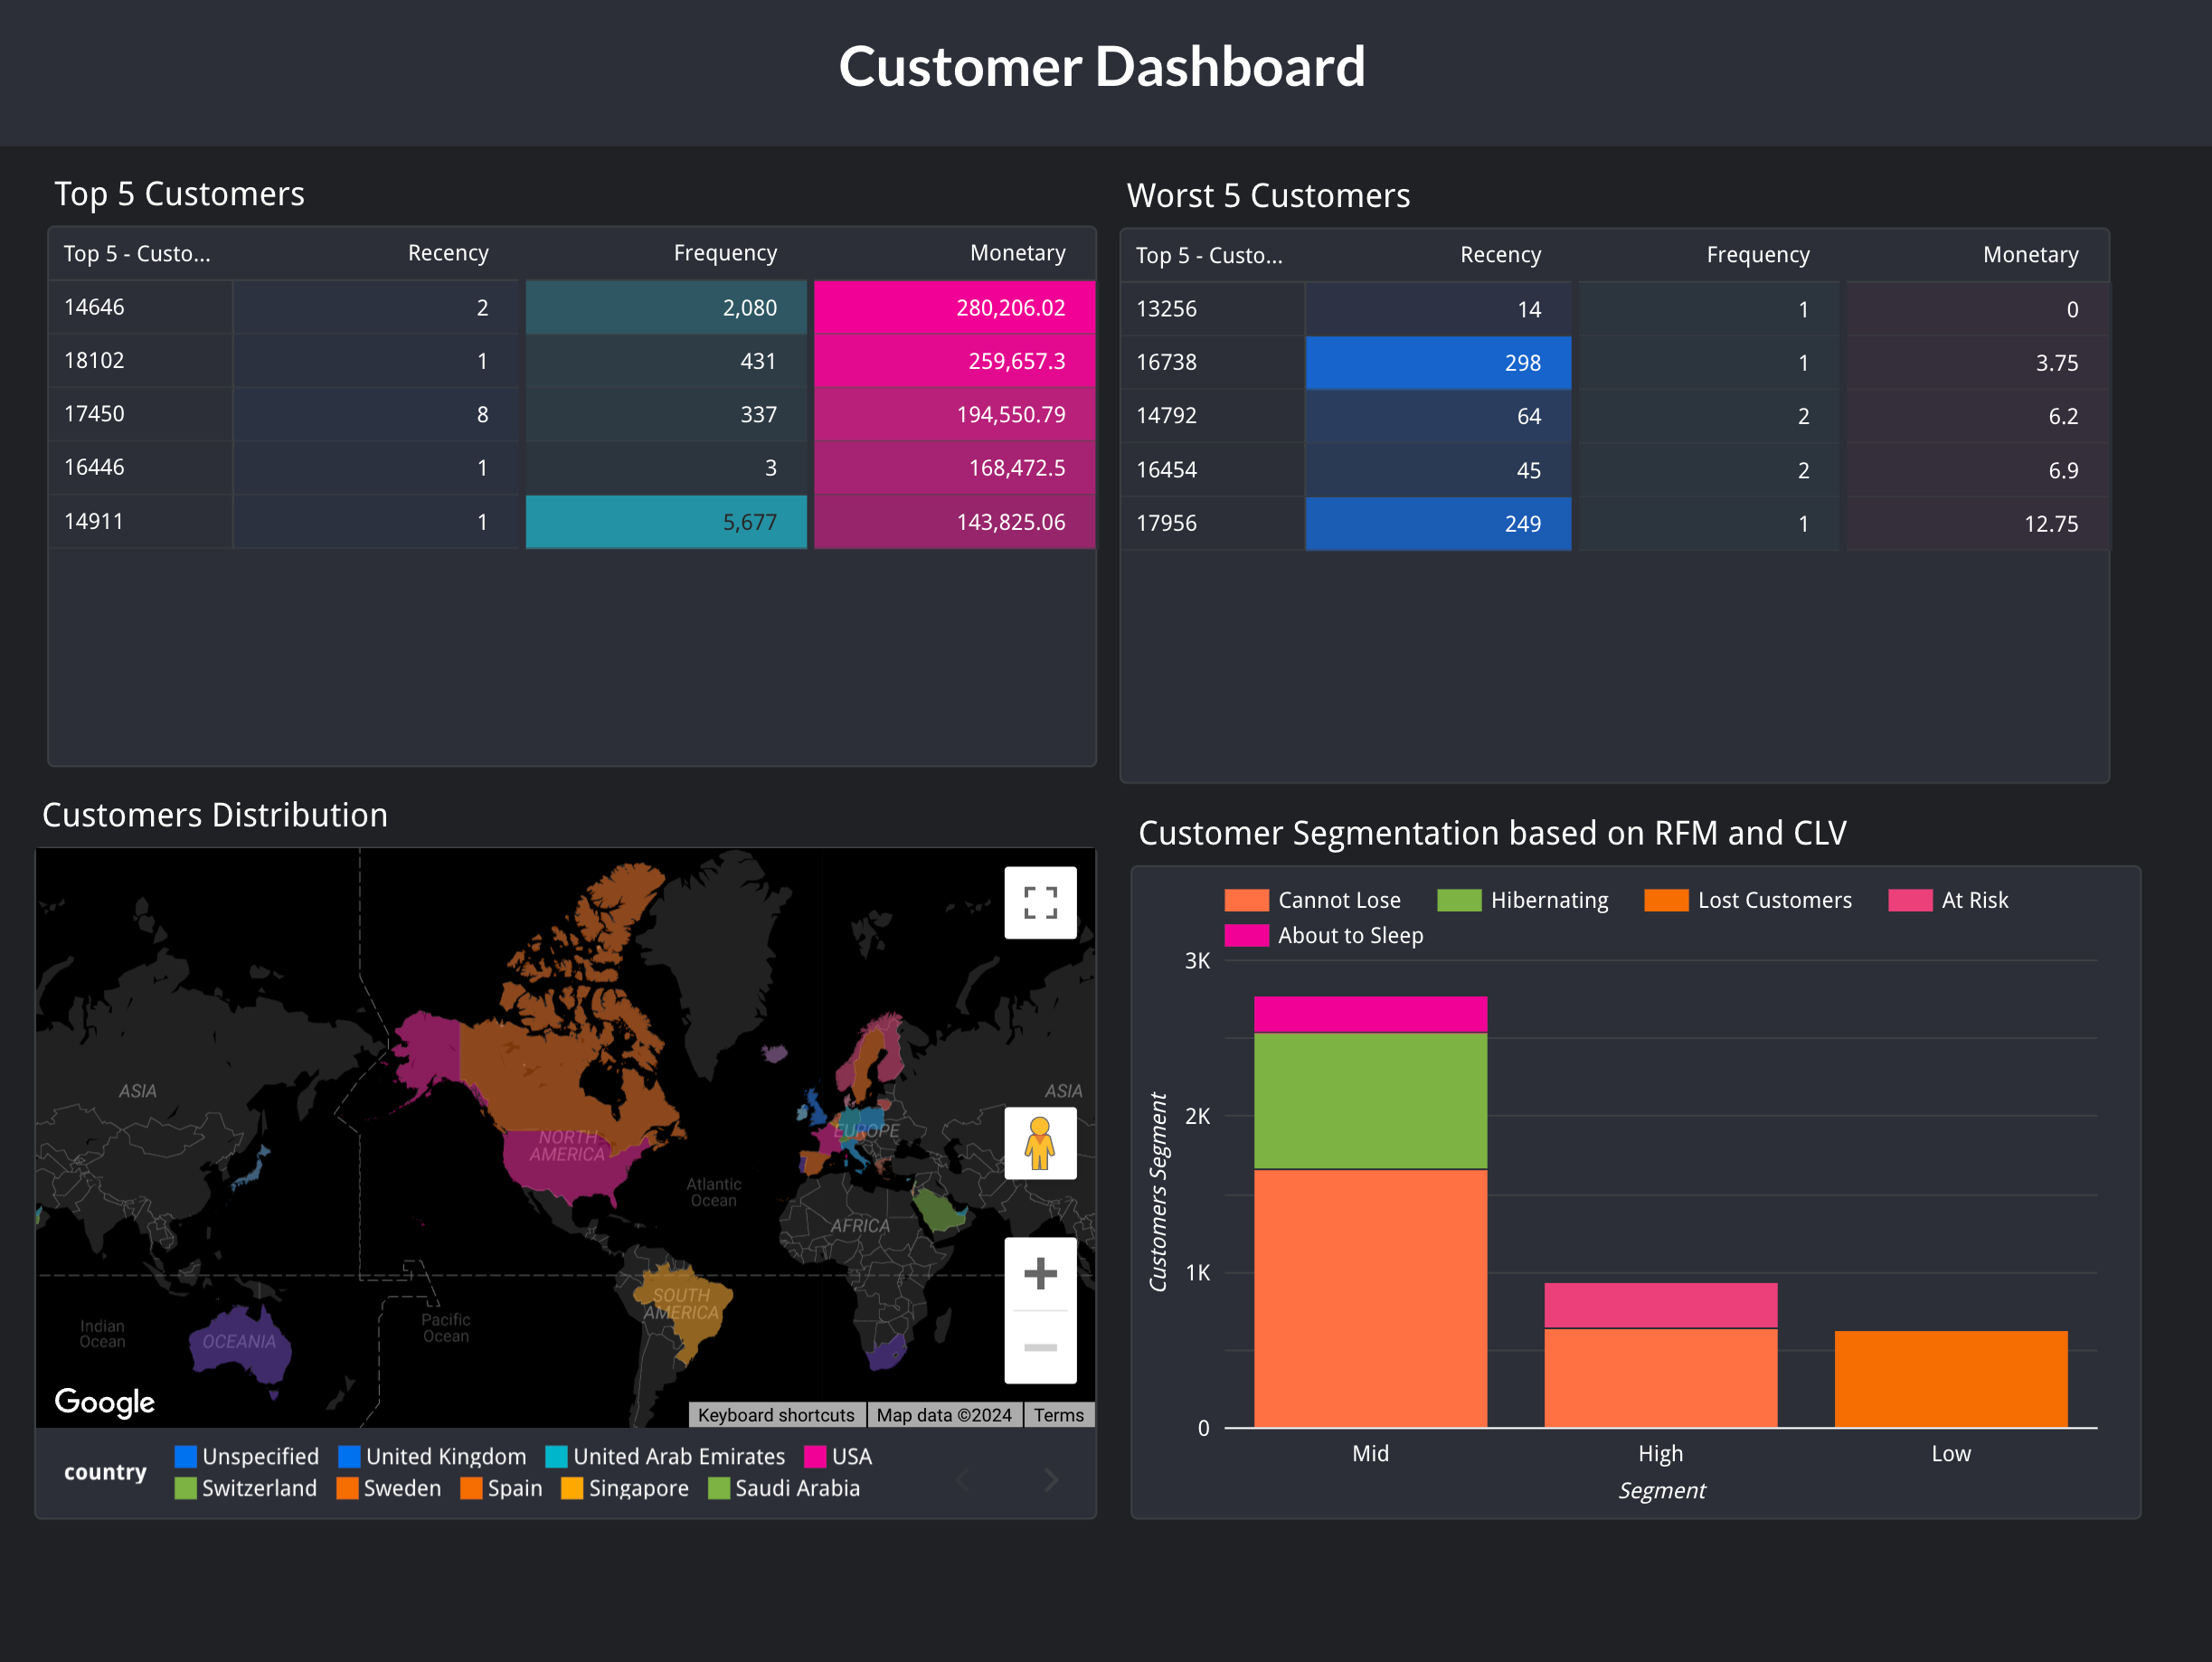 Customer Dashboard
Top 5 Customers
Top 5 - Custo... Recency Frequency Monetary
14646 2 2,080 280,206.02
18102 1 431 259,657.3
17450 8 337 194,550.79
16446 1 3 168,472.5
14911 1 5,677 143,825.06
Worst 5 Customers
Top 5 - Custo... Recency Frequency Monetary
13256 14 1 0
16738 298 1 3.75
14792 64 2 6.2
16454 45 2 6.9
17956 249 1 12.75
Customers Distribution
ASIA
NORTH
AMERICA
Atlantic
Ocean
EUROPE
ASIA
AFRICA
SOUTH
AMERICA
Indian
Ocean
OCEANIA
Pacific
Ocean
Google
Keyboard shortcuts Map data ©2024 Terms
country
Unspecified United Kingdom United Arab Emirates USA
Switzerland Sweden Spain Singapore Saudi Arabia
Customer Segmentation based on RFM and CLV
Cannot Lose Hibernating Lost Customers At Risk
About to Sleep
3K
2K
1K
0
Customers Segment
Mid High Low
Segment